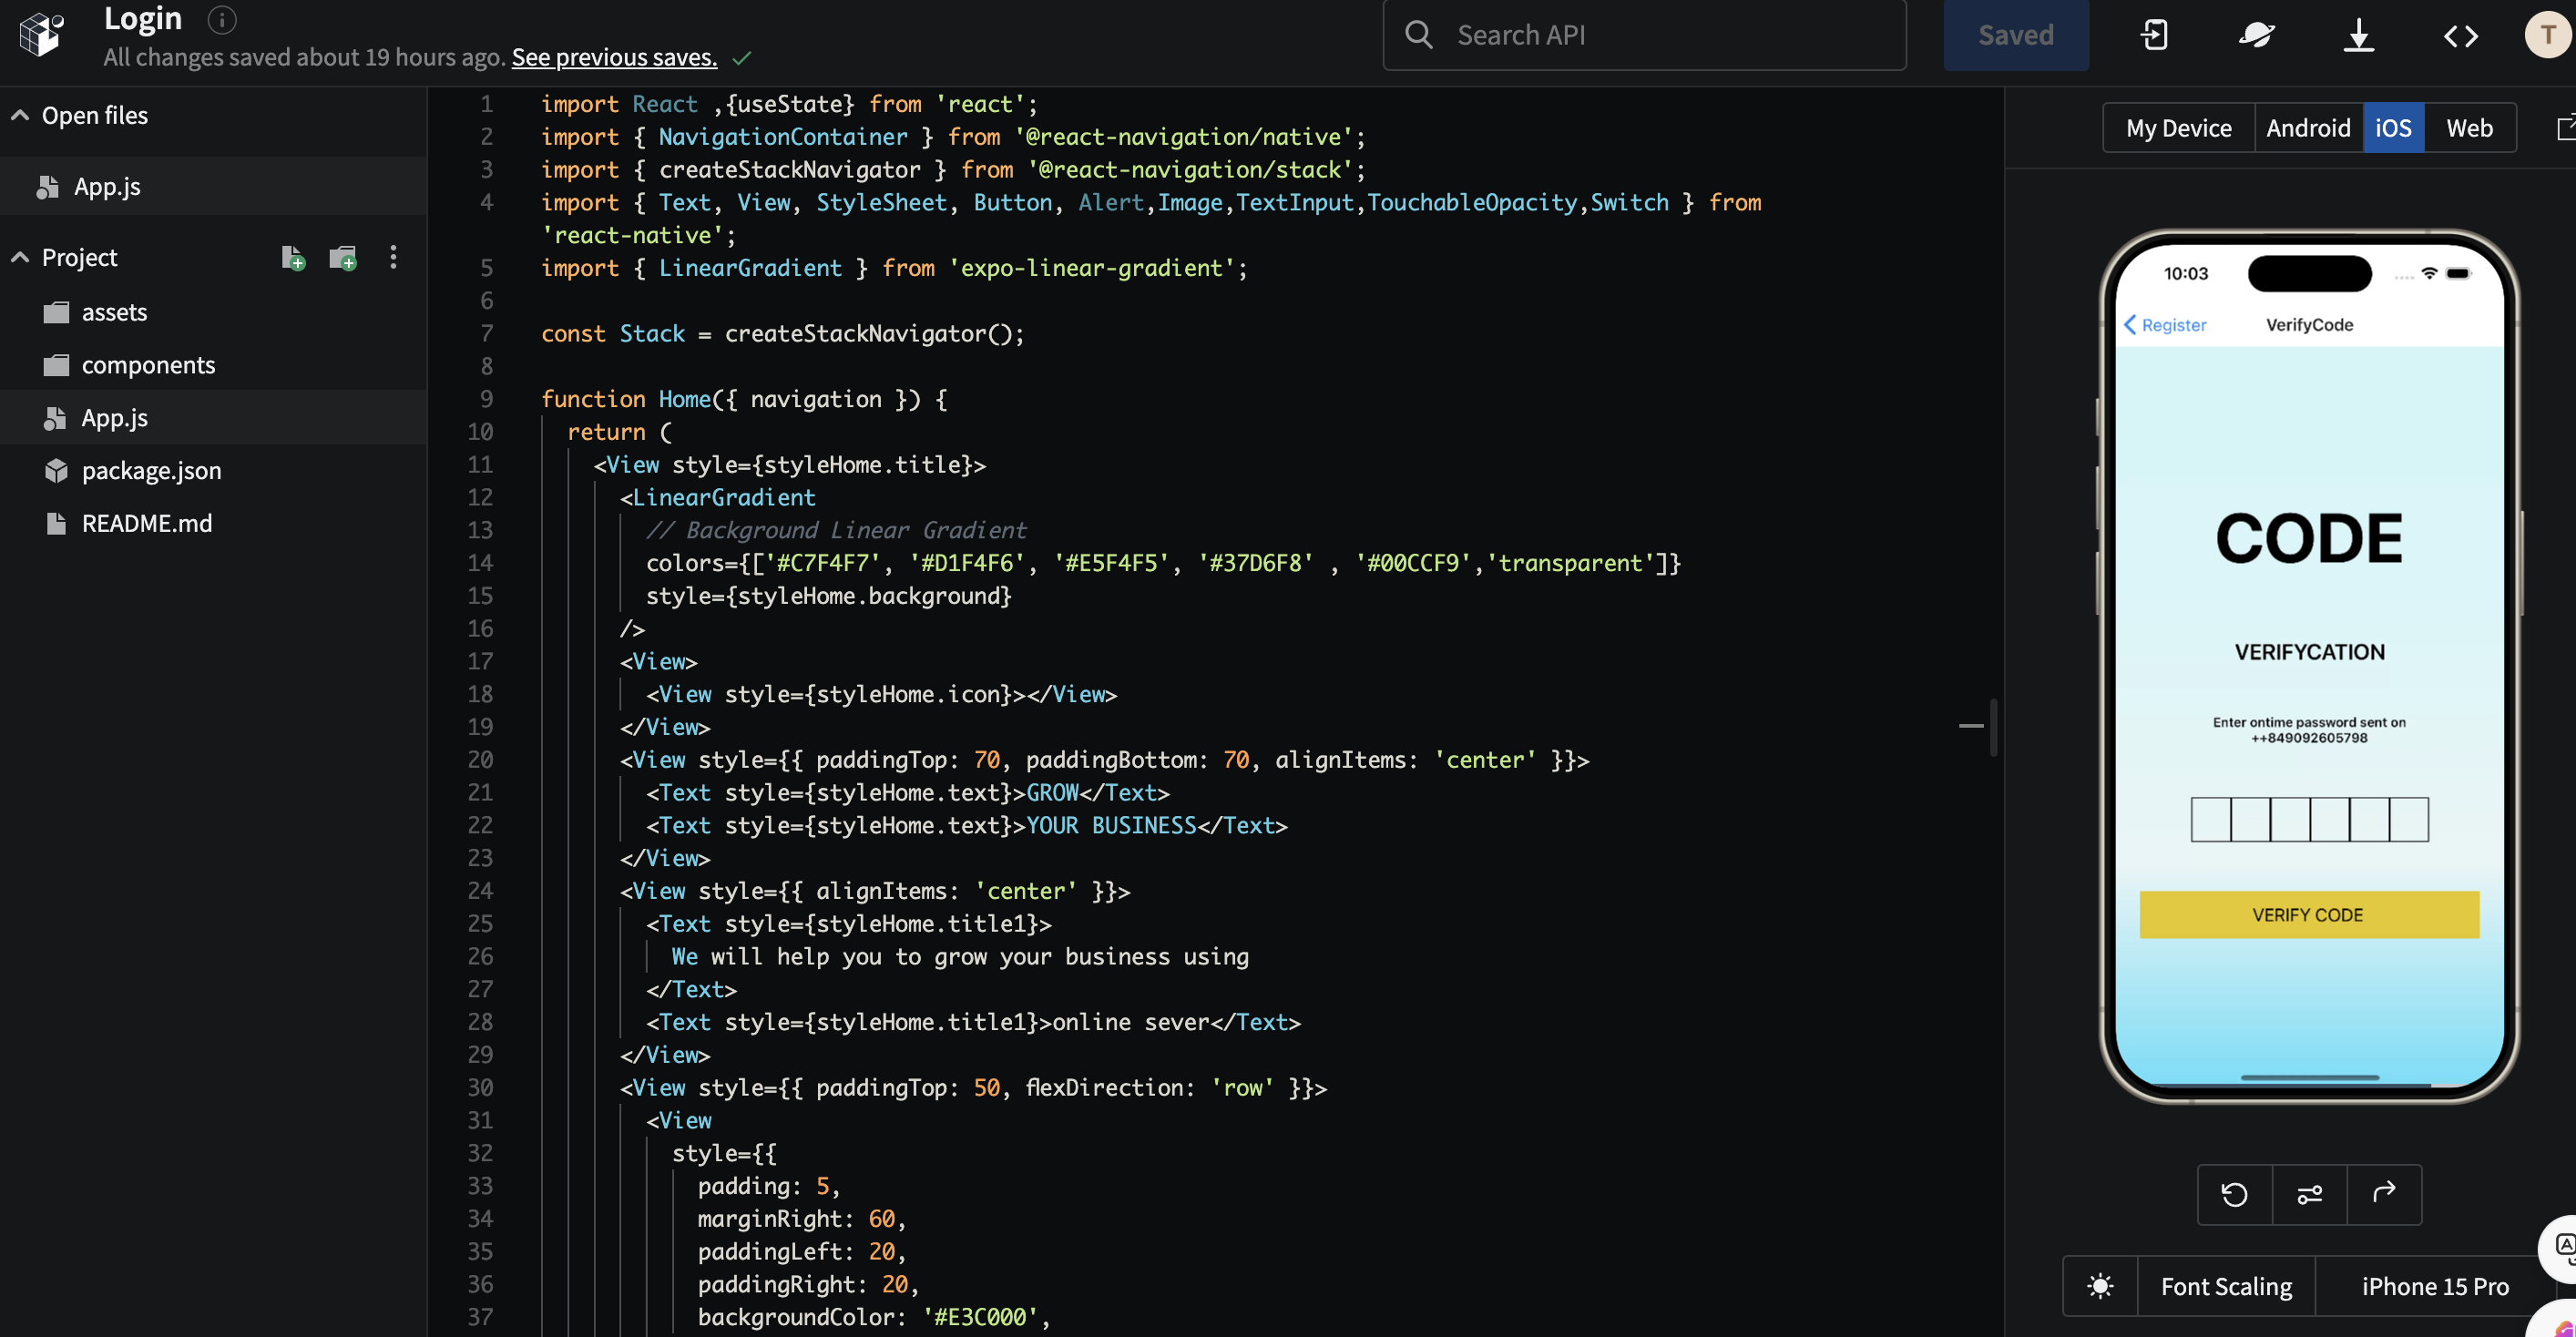 Login
All changes saved about 19 hours ago. See previous saves.
Search API
Saved
T
Open files
App.js
Project
assets
components
App.js
package.json
README.md
1 import React ,{useState} from 'react';
2 import { NavigationContainer } from '@react-navigation/native';
3 import { createStackNavigator } from '@react-navigation/stack';
4 import { Text, View, StyleSheet, Button, Alert,Image,TextInput,TouchableOpacity,Switch } from
'react-native';
5 import { LinearGradient } from 'expo-linear-gradient';
6
7 const Stack = createStackNavigator();
8
9 function Home({ navigation }) {
10 return (
11 <View style={styleHome.title}>
12 <LinearGradient
13 // Background Linear Gradient
14 colors={['#C7F4F7', '#D1F4F6', '#E5F4F5', '#37D6F8' , '#00CCF9','transparent']}
15 style={styleHome.background}
16 />
17 <View>
18 <View style={styleHome.icon}></View>
19 </View>
20 <View style={{ paddingTop: 70, paddingBottom: 70, alignItems: 'center' }}>
21 <Text style={styleHome.text}>GROW</Text>
22 <Text style={styleHome.text}>YOUR BUSINESS</Text>
23 </View>
24 <View style={{ alignItems: 'center' }}>
25 <Text style={styleHome.title1}>
26 We will help you to grow your business using
27 </Text>
28 <Text style={styleHome.title1}>online sever</Text>
29 </View>
30 <View style={{ paddingTop: 50, flexDirection: 'row' }}>
31 <View
32 style={{
33 padding: 5,
34 marginRight: 60,
35 paddingLeft: 20,
36 paddingRight: 20,
37 backgroundColor: '#E3C000',
My Device Android iOS Web
10:03
Register VerifyCode
CODE
VERIFYCATION
Enter ontime password sent on
++849092605798
VERIFY CODE
Font Scaling iPhone 15 Pro